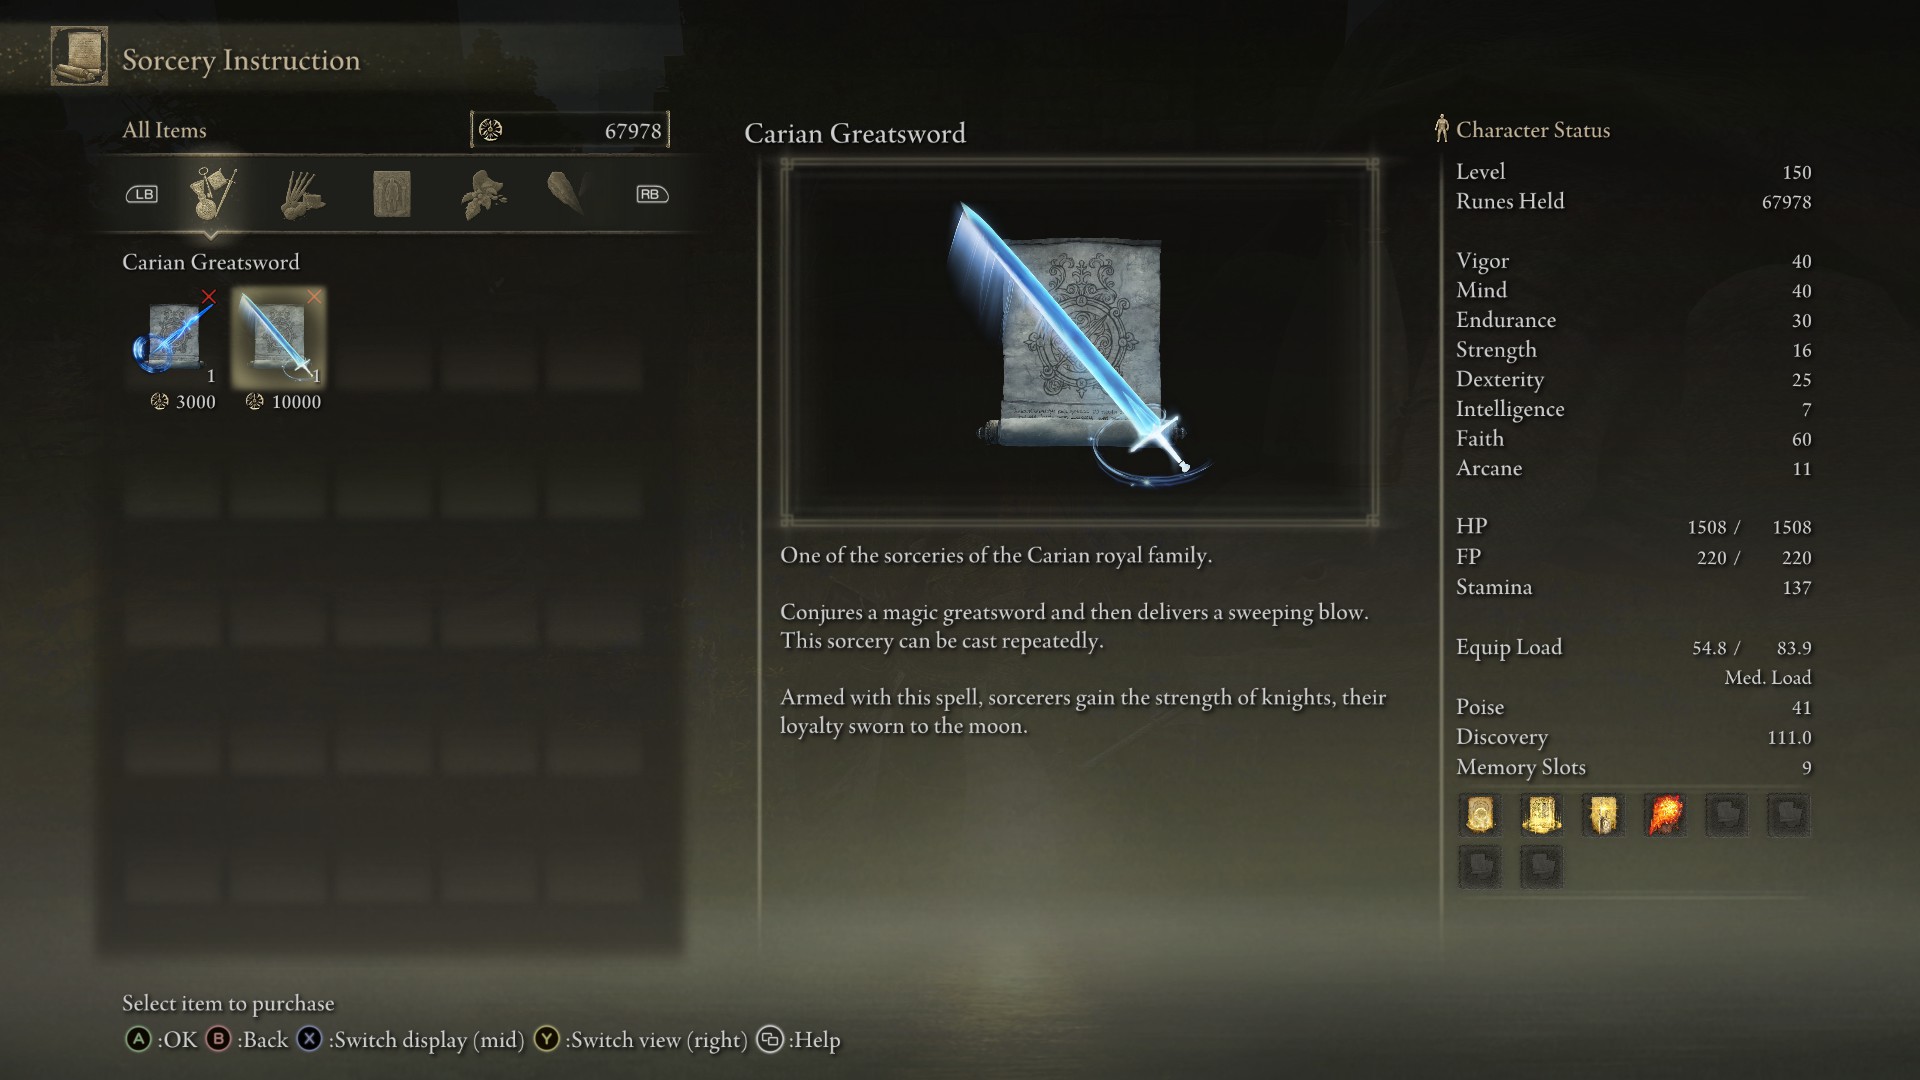 Sorcery Instruction
All Items
67978
LB
RB
Carian Greatsword
1
1
3000
10000
Carian Greatsword
One of the sorceries of the Carian royal family.
Conjures a magic greatsword and then delivers a sweeping blow.
This sorcery can be cast repeatedly.
Armed with this spell, sorcerers gain the strength of knights, their
loyalty sworn to the moon.
Character Status
Level 150
Runes Held 67978
Vigor 40
Mind 40
Endurance 30
Strength 16
Dexterity 25
Intelligence 7
Faith 60
Arcane 11
HP 1508 / 1508
FP 220 / 220
Stamina 137
Equip Load 54.8 / 83.9
Med. Load
Poise 41
Discovery 111.0
Memory Slots 9
Select item to purchase
A :OK B :Back X :Switch display (mid) Y :Switch view (right) :Help